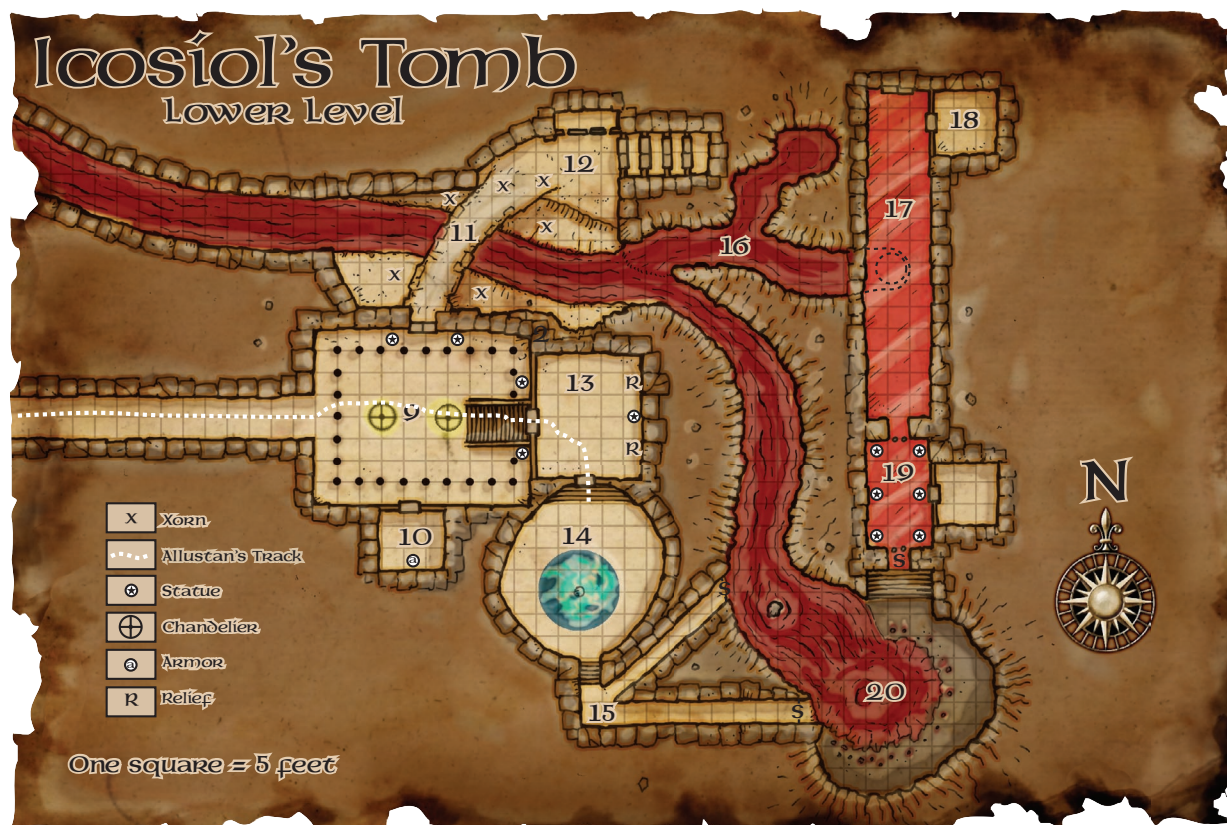 Icosiol's Tomb
Lower Level
18
12
x
x
x
17
11
x
16
x
x
13
R
9
R
19
N
x Xorn
10
14
Allustan's Track
a
S
Statue
S
a
Chandelier
a Armor
20
R Relief
15
S
One square = 5 feet